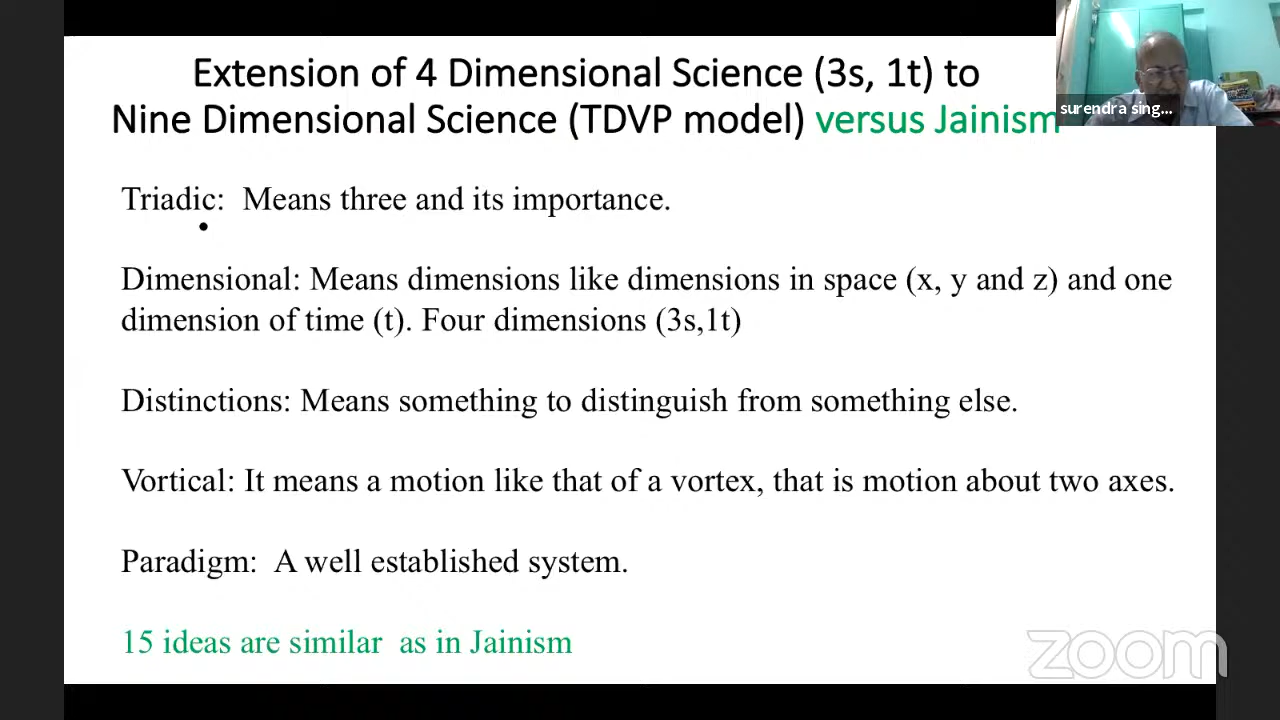 Extension of 4 Dimensional Science (3s, 1t) to
Nine Dimensional Science (TDVP model) versus Jainism
surendra sing...
Triadic:  Means three and its importance.
Dimensional: Means dimensions like dimensions in space (x, y and z) and one
dimension of time (t). Four dimensions (3s,1t)
Distinctions: Means something to distinguish from something else.
Vortical: It means a motion like that of a vortex, that is motion about two axes.
Paradigm:  A well established system.
15 ideas are similar  as in Jainism
zoom